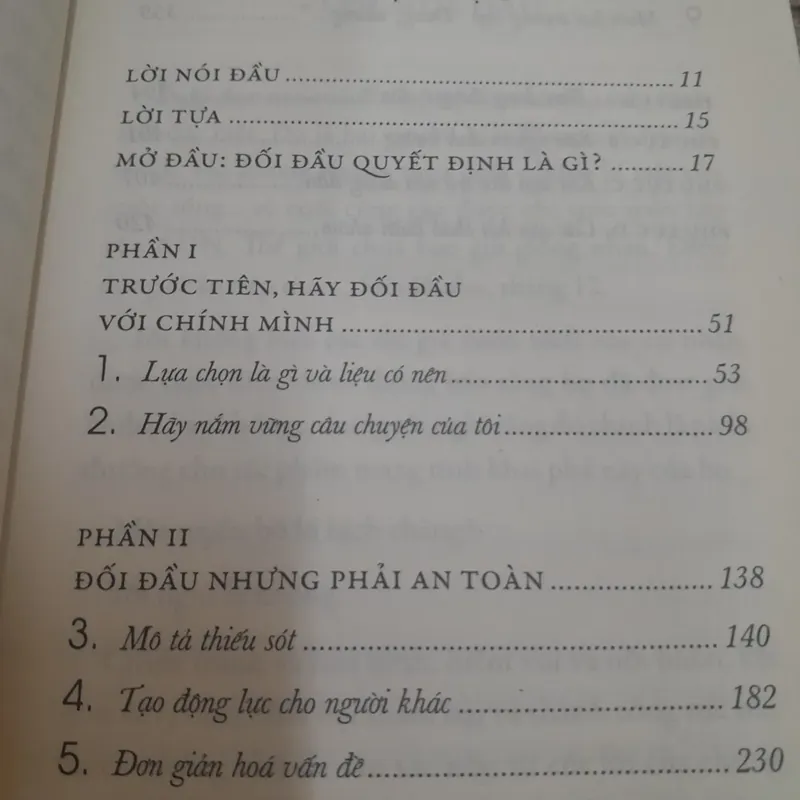 LỜI NÓI ĐẦU.................................................... 11
LỜI TỰA............................................................ 15
MỞ ĐẦU: ĐỐI ĐẦU QUYẾT ĐỊNH LÀ GÌ?........... 17
PHẦN I
TRƯỚC TIÊN, HÃY ĐỐI ĐẦU
VỚI CHÍNH MÌNH................................................ 51
1. Lựa chọn là gì và liệu có nên.................................. 53
2. Hãy nắm vững câu chuyện của tôi............................ 98
PHẦN II
ĐỐI ĐẦU NHƯNG PHẢI AN TOÀN...................... 138
3. Mô tả thiếu sót..................................................... 140
4. Tạo động lực cho người khác................................ 182
5. Đơn giản hoá vấn đề............................................. 230